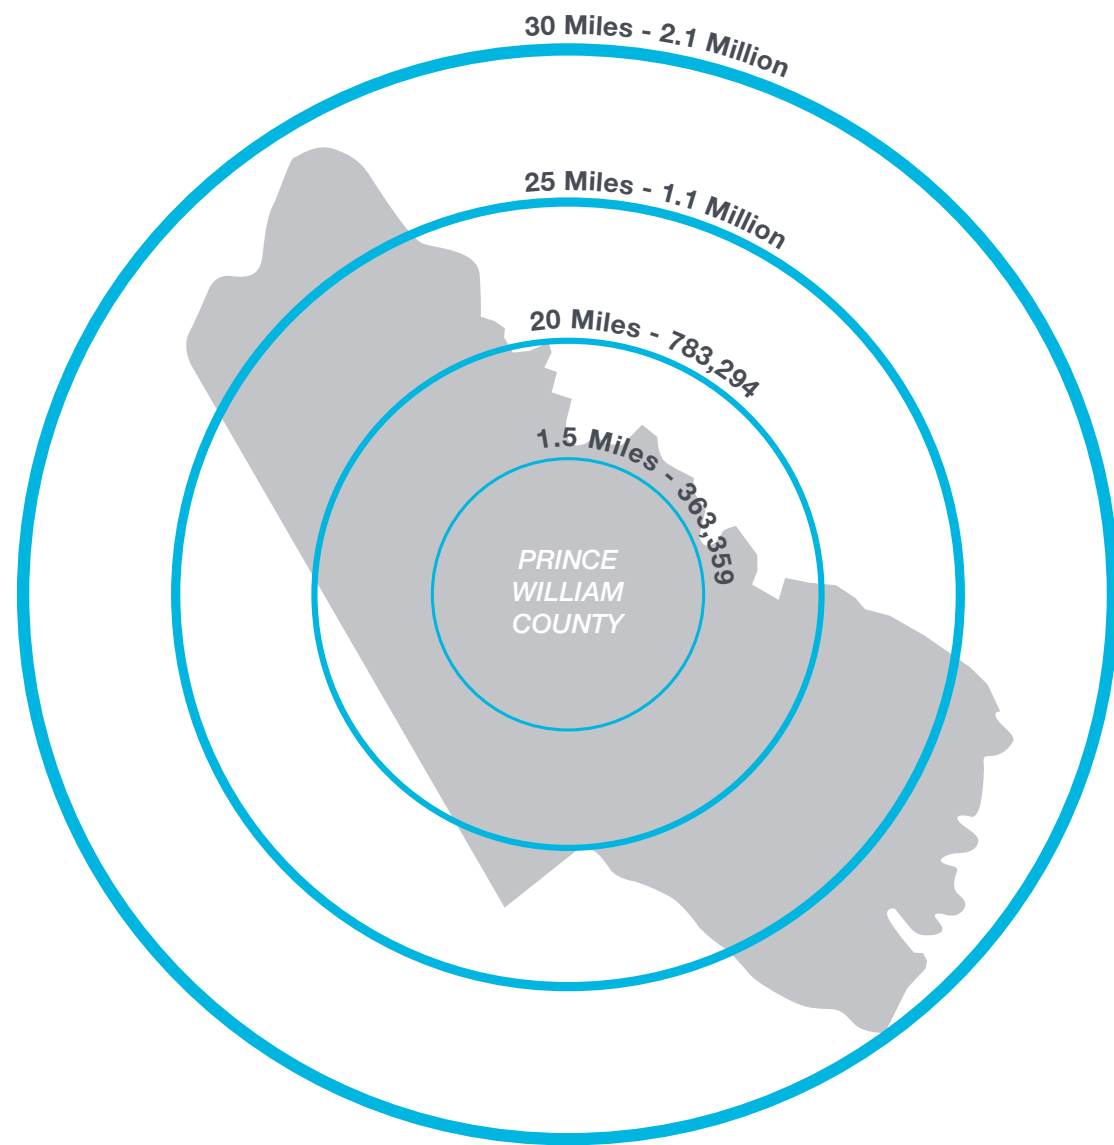 30 Miles - 2.1 Million
25 Miles - 1.1 Million
20 Miles - 783,294
1.5 Miles - 363,359
PRINCE
WILLIAM
COUNTY